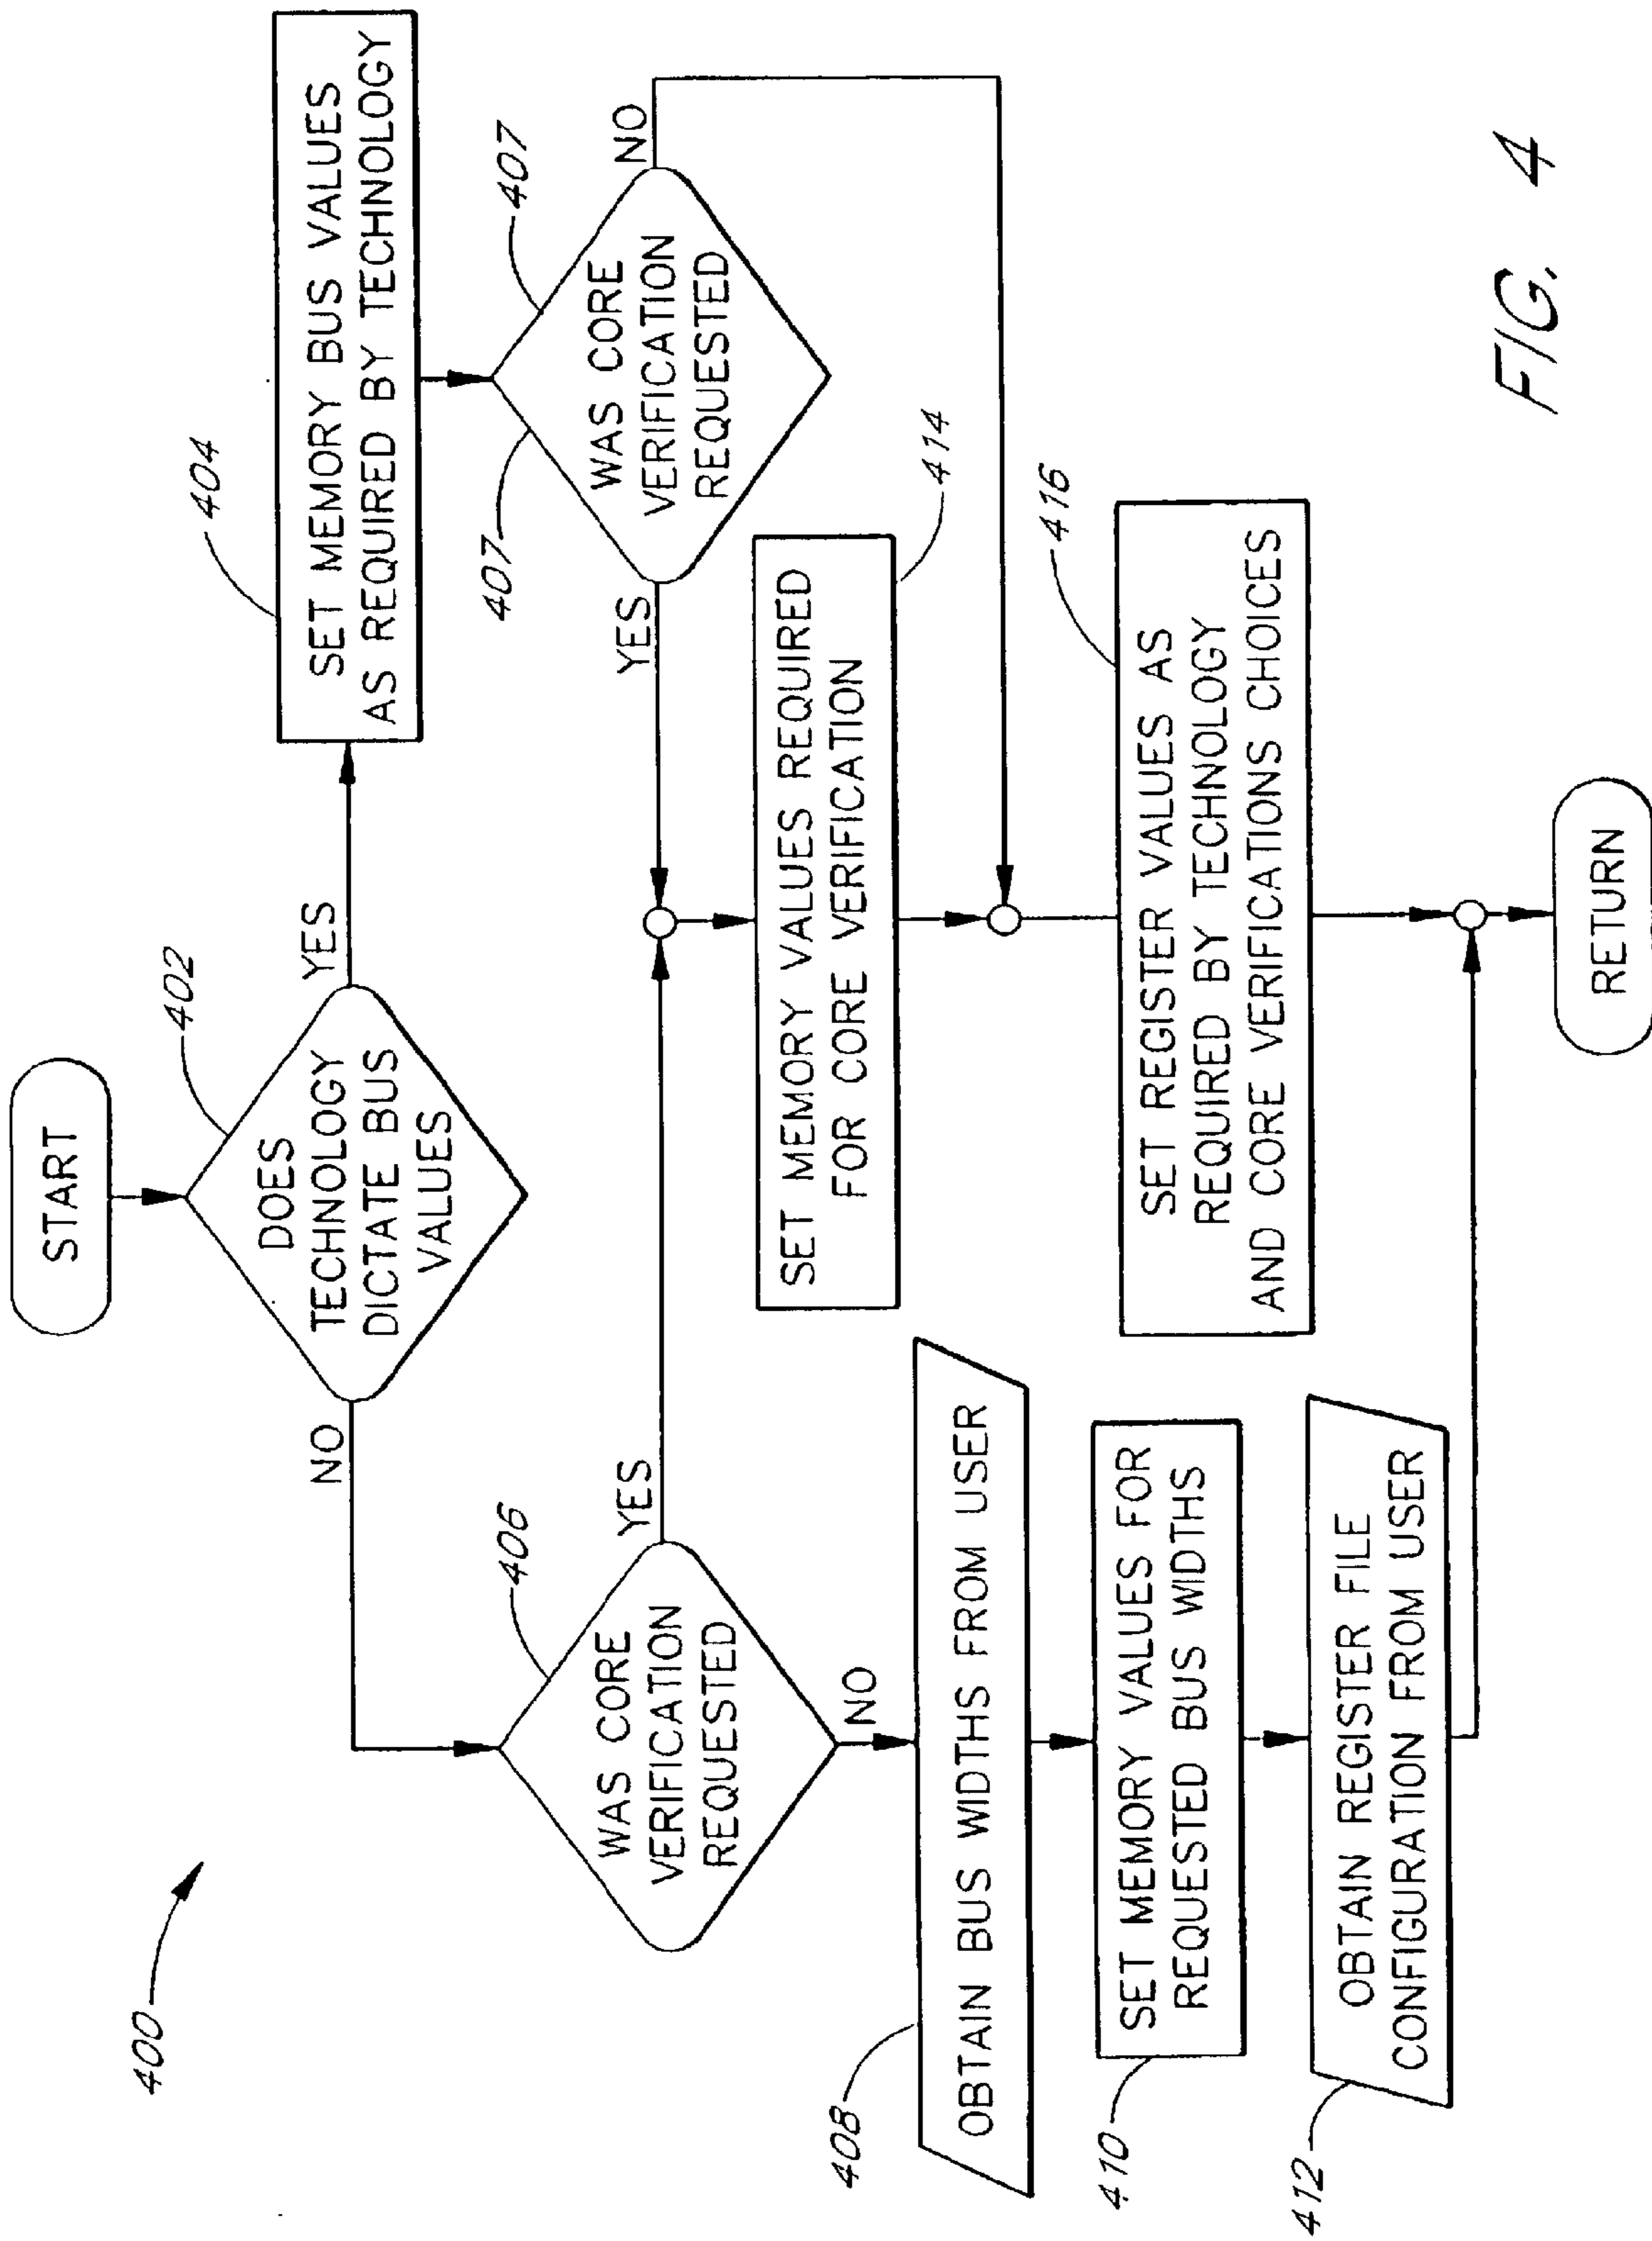 400
START
402
DOES
TECHNOLOGY
DICTATE BUS
VALUES
NO
YES
404
SET MEMORY BUS VALUES
AS REQUIRED BY TECHNOLOGY
406
WAS CORE
VERIFICATION
REQUESTED
YES
NO
407
407
WAS CORE
VERIFICATION
REQUESTED
YES
NO
408
OBTAIN BUS WIDTHS FROM USER
SET MEMORY VALUES REQUIRED
FOR CORE VERIFICATION
414
410
SET MEMORY VALUES FOR
REQUESTED BUS WIDTHS
416
SET REGISTER VALUES AS
REQUIRED BY TECHNOLOGY
AND CORE VERIFICATIONS CHOICES
412
OBTAIN REGISTER FILE
CONFIGURATION FROM USER
RETURN
FIG. 4